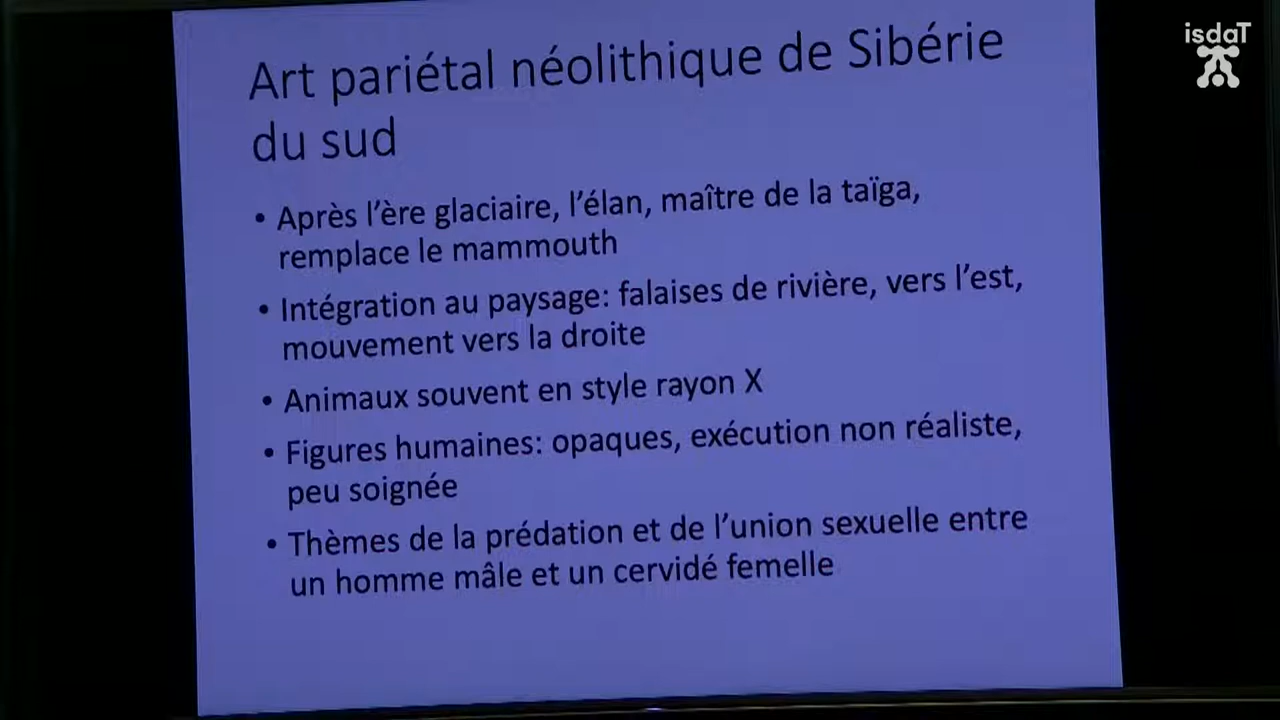 isdaT
Art pariétal néolithique de Sibérie
du sud
• Après l'ère glaciaire, l'élan, maître de la taïga,
remplace le mammouth
• Intégration au paysage: falaises de rivière, vers l'est,
mouvement vers la droite
• Animaux souvent en style rayon X
• Figures humaines: opaques, exécution non réaliste,
peu soignée
• Thèmes de la prédation et de l'union sexuelle entre
un homme mâle et un cervidé femelle